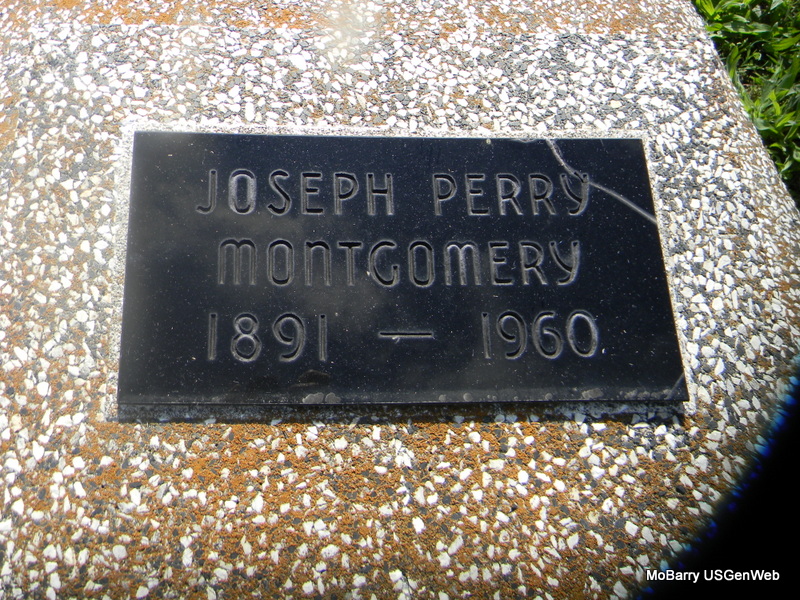 JOSEPH PERRY
MONTGOMERY
1891 — 1960
MoBarry USGenWeb